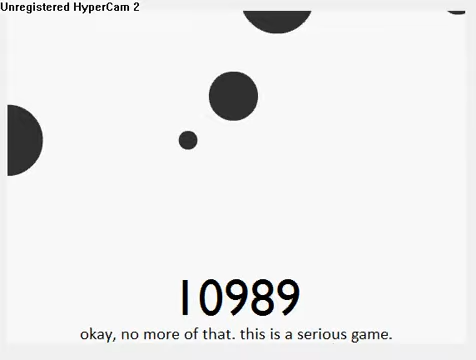 Unregistered HyperCam 2
10989
okay, no more of that. this is a serious game.